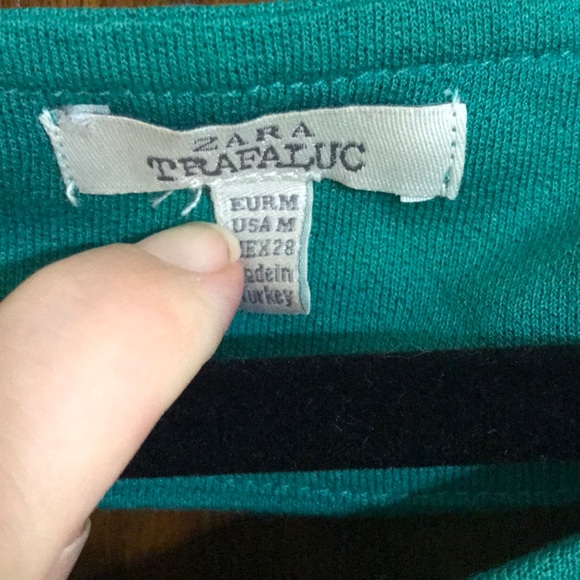 ZARA
TRAFALUC
EUR M
USA M
MEX 28
Made in
Turkey